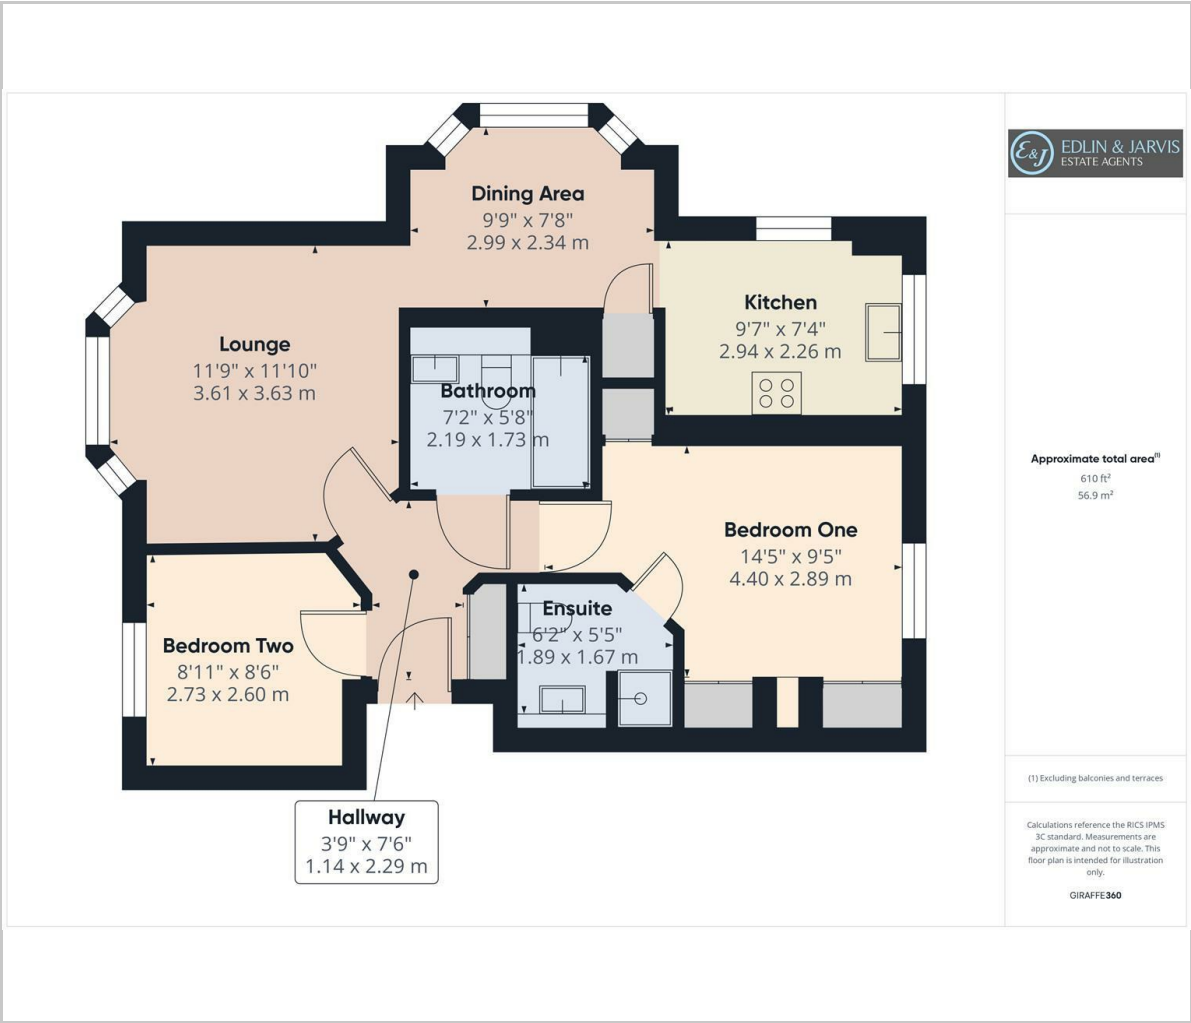 Dining Area
9'9" x 7'8"
2.99 x 2.34 m
Kitchen
9'7" x 7'4"
2.94 x 2.26 m
Lounge
11'9" x 11'10"
3.61 x 3.63 m
Bathroom
7'2" x 5'8"
2.19 x 1.73 m
Bedroom One
14'5" x 9'5"
4.40 x 2.89 m
Ensuite
6'2" x 5'5"
1.89 x 1.67 m
Bedroom Two
8'11" x 8'6"
2.73 x 2.60 m
Hallway
3'9" x 7'6"
1.14 x 2.29 m
E&J
EDLIN & JARVIS
ESTATE AGENTS
Approximate total area⁽¹⁾
610 ft²
56.9 m²
(1) Excluding balconies and terraces
Calculations reference the RICS IPMS
3C standard. Measurements are
approximate and not to scale. This
floor plan is intended for illustration
only.
GIRAFFE360